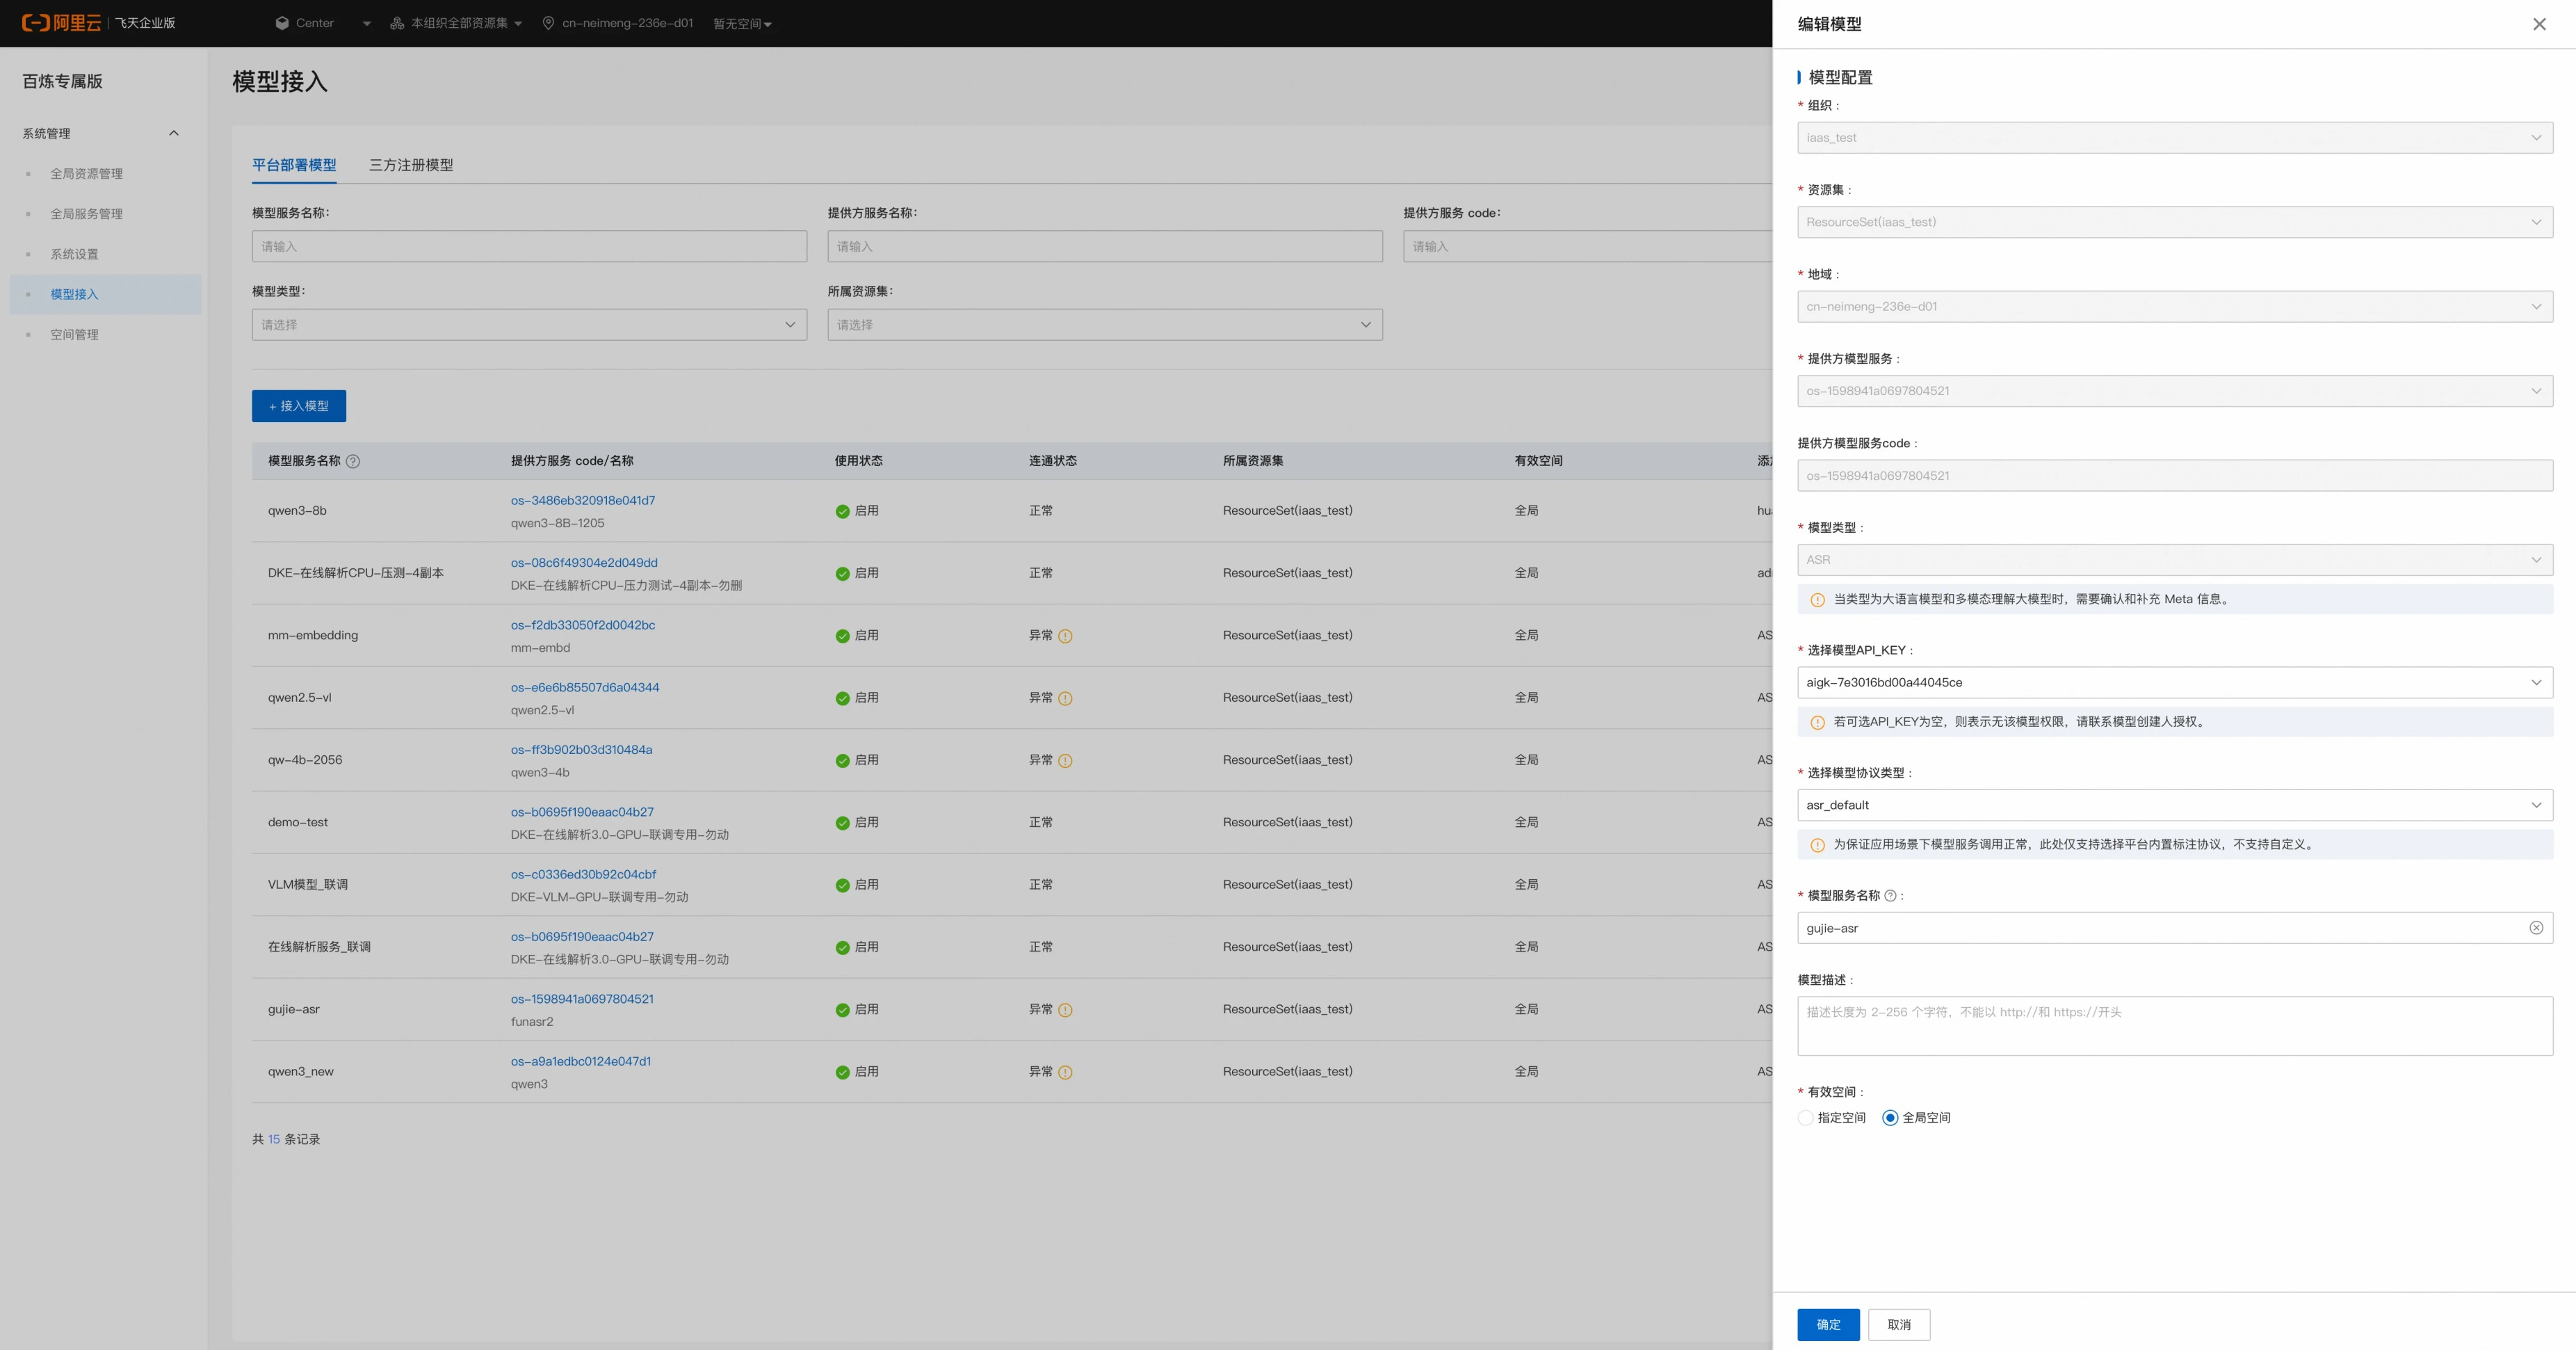 阿里云 | 飞天企业版
Center
本组织全部资源集
cn-neimeng-236e-d01
暂无空间
百炼专属版
系统管理
全局资源管理
全局服务管理
系统设置
模型接入
空间管理
模型接入
平台部署模型 三方注册模型
模型服务名称: 提供方服务名称: 提供方服务 code:
请输入 请输入 请输入
模型类型: 所属资源集:
请选择 请选择
+ 接入模型
模型服务名称 提供方服务 code/名称 使用状态 连通状态 所属资源集 有效空间
qwen3-8b os-3486eb320918e041d7 启用 正常 ResourceSet(iaas_test) 全局
qwen3-8B-1205
DKE-在线解析CPU-压测-4副本 os-08c6f49304e2d049dd 启用 正常 ResourceSet(iaas_test) 全局
DKE-在线解析CPU-压力测试-4副本-勿删
mm-embedding os-f2db33050f2d0042bc 启用 异常 ResourceSet(iaas_test) 全局 AS
mm-embd
qwen2.5-vl os-e6e6b85507d6a04344 启用 异常 ResourceSet(iaas_test) 全局 AS
qwen2.5-vl
qw-4b-2056 os-ff3b902b03d310484a 启用 异常 ResourceSet(iaas_test) 全局 AS
qwen3-4b
demo-test os-b0695f190eaac04b27 启用 正常 ResourceSet(iaas_test) 全局 AS
DKE-在线解析3.0-GPU-联调专用-勿动
VLM模型_联调 os-c0336ed30b92c04cbf 启用 正常 ResourceSet(iaas_test) 全局 AS
DKE-VLM-GPU-联调专用-勿动
在线解析服务_联调 os-b0695f190eaac04b27 启用 正常 ResourceSet(iaas_test) 全局 AS
DKE-在线解析3.0-GPU-联调专用-勿动
gujie-asr os-1598941a0697804521 启用 异常 ResourceSet(iaas_test) 全局 AS
funasr2
qwen3_new os-a9a1edbc0124e047d1 启用 异常 ResourceSet(iaas_test) 全局 AS
qwen3
共 15 条记录
编辑模型
模型配置
* 组织 :
iaas_test
* 资源集 :
ResourceSet(iaas_test)
* 地域 :
cn-neimeng-236e-d01
* 提供方模型服务 :
os-1598941a0697804521
提供方模型服务code :
os-1598941a0697804521
* 模型类型 :
ASR
当类型为大语言模型和多模态理解大模型时，需要确认和补充 Meta 信息。
* 选择模型API_KEY :
aigk-7e3016bd00a44045ce
若可选API_KEY为空，则表示无该模型权限，请联系模型创建人授权。
* 选择模型协议类型 :
asr_default
为保证应用场景下模型服务调用正常，此处仅支持选择平台内置标注协议，不支持自定义。
* 模型服务名称 :
gujie-asr
模型描述 :
描述长度为 2-256 个字符，不能以 http://和 https://开头
* 有效空间 :
指定空间 全局空间
确定 取消